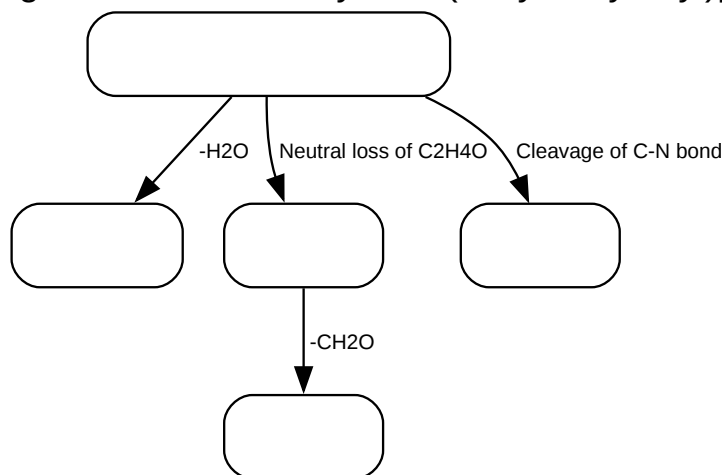 -H2O
Neutral loss of C2H4O
Cleavage of C-N bond
-CH2O